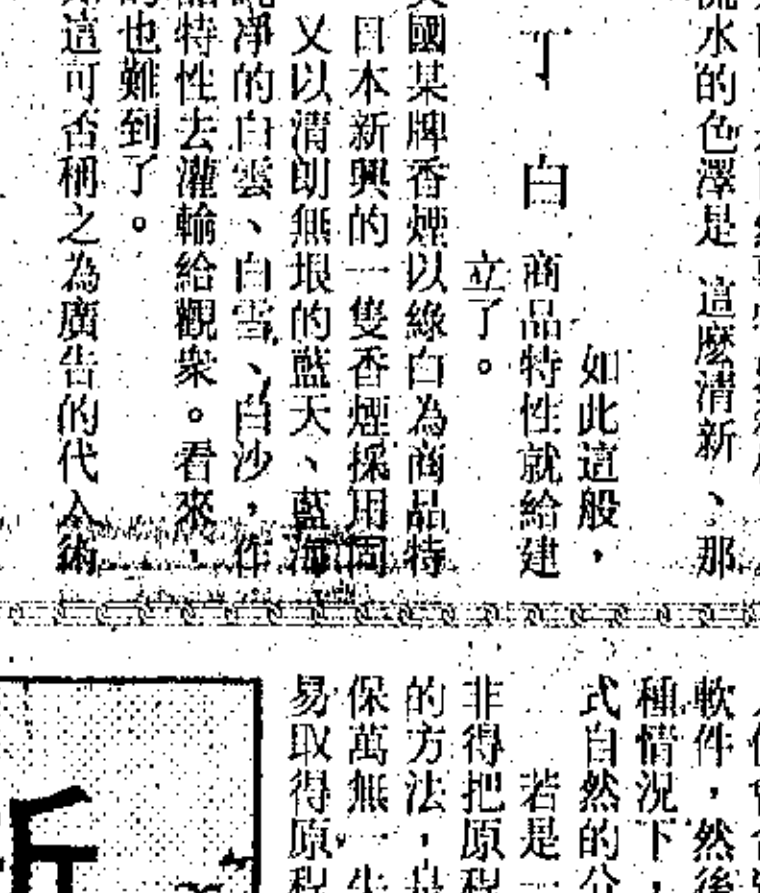 流水的色澤是 這麼清新、那
如此這般，
白 商品特性就給建
立了。
國某牌香煙以綠白為商品特
日本新興的一隻香煙採用同
又以清朗無垠的藍天、藍海
淨的白雲、白雪、白沙，作
特性去灌輸給觀衆。看來，
也難到了。
這可否稱之為廣告的代入術
軟件，然後
種情況下，
式自然的分
若是一
非得把原程
的方法，是
保萬無一失
易取得原程